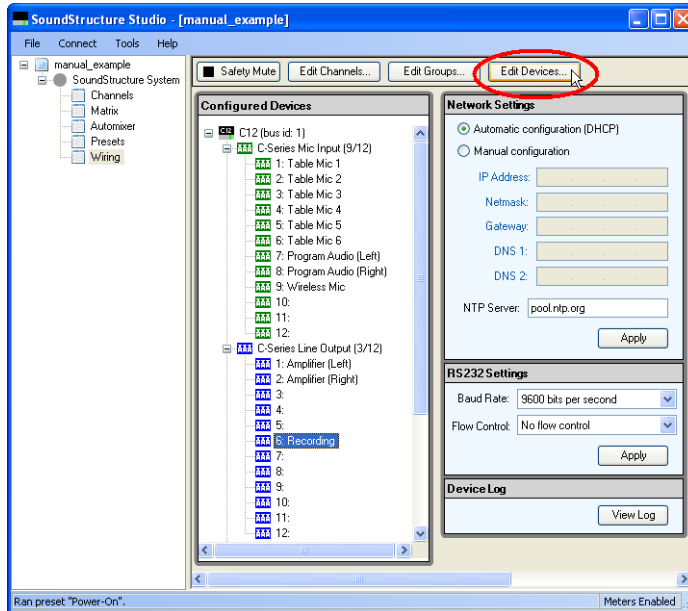 SoundStructure Studio - [manual_example]
File Connect Tools Help
manual_example
SoundStructure System
Channels
Matrix
Automixer
Presets
Wiring
Safety Mute
Edit Channels...
Edit Groups...
Edit Devices...
Configured Devices
C12 (bus id: 1)
C-Series Mic Input (9/12)
1: Table Mic 1
2: Table Mic 2
3: Table Mic 3
4: Table Mic 4
5: Table Mic 5
6: Table Mic 6
7: Program Audio (Left)
8: Program Audio (Right)
9: Wireless Mic
10:
11:
12:
C-Series Line Output (3/12)
1: Amplifier (Left)
2: Amplifier (Right)
3:
4:
5:
6: Recording
7:
8:
9:
10:
11:
12:
Network Settings
Automatic configuration (DHCP)
Manual configuration
IP Address:
Netmask:
Gateway:
DNS 1:
DNS 2:
NTP Server: pool.ntp.org
Apply
RS232 Settings
Baud Rate: 9600 bits per second
Flow Control: No flow control
Apply
Device Log
View Log
Ran preset "Power-On".
Meters Enabled